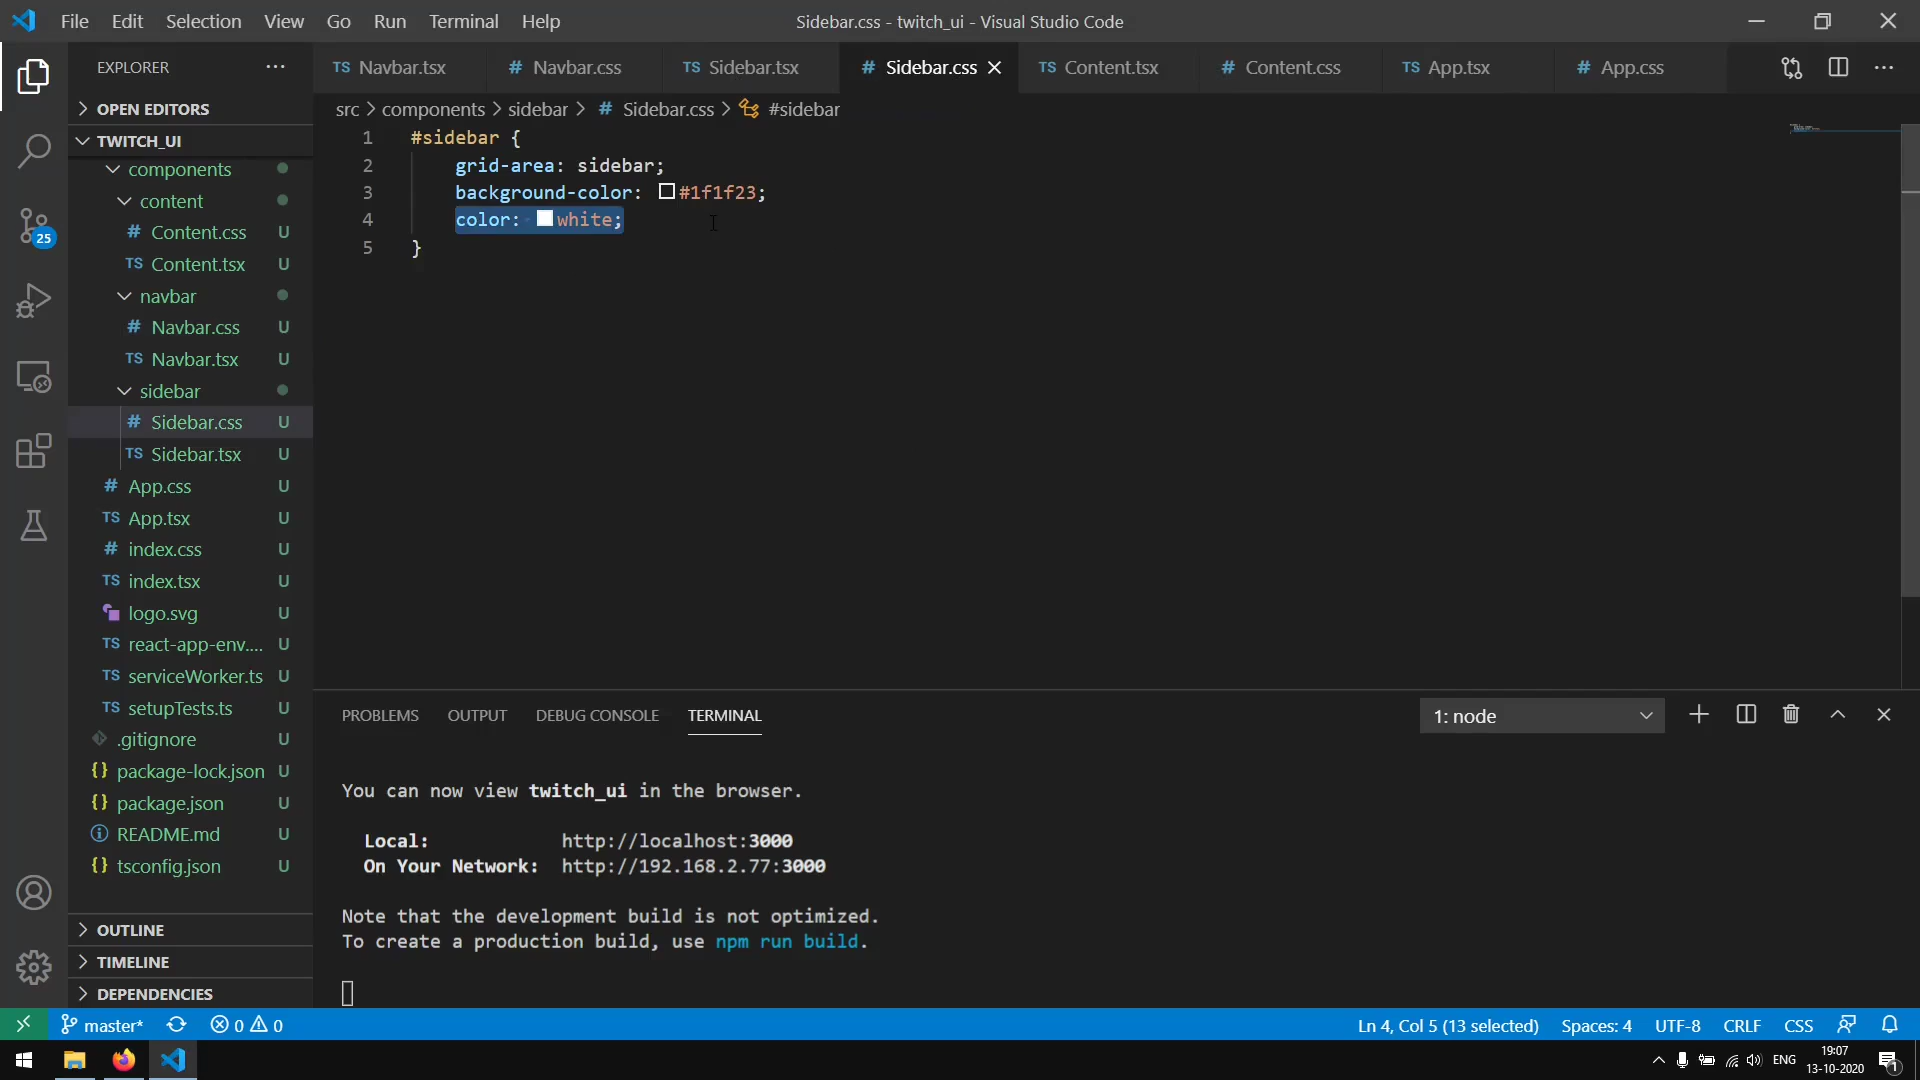 File Edit Selection View Go Run Terminal Help
Sidebar.css - twitch_ui - Visual Studio Code
EXPLORER
OPEN EDITORS
TWITCH_UI
components
content
# Content.css U
TS Content.tsx U
navbar
# Navbar.css U
TS Navbar.tsx U
sidebar
# Sidebar.css U
TS Sidebar.tsx U
# App.css U
TS App.tsx U
# index.css U
TS index.tsx U
logo.svg U
TS react-app-env.... U
TS serviceWorker.ts U
TS setupTests.ts U
.gitignore U
{} package-lock.json U
{} package.json U
README.md U
{} tsconfig.json U
OUTLINE
TIMELINE
DEPENDENCIES
25
TS Navbar.tsx # Navbar.css TS Sidebar.tsx # Sidebar.css TS Content.tsx # Content.css TS App.tsx # App.css
src > components > sidebar > # Sidebar.css > #sidebar
1 #sidebar {
2 grid-area: sidebar;
3 background-color: #1f1f23;
4 color: white;
5 }
PROBLEMS OUTPUT DEBUG CONSOLE TERMINAL
1: node
You can now view twitch_ui in the browser.
Local: http://localhost:3000
On Your Network: http://192.168.2.77:3000
Note that the development build is not optimized.
To create a production build, use npm run build.
master* 0 0
Ln 4, Col 5 (13 selected) Spaces: 4 UTF-8 CRLF CSS
ENG
19:07
13-10-2020
1